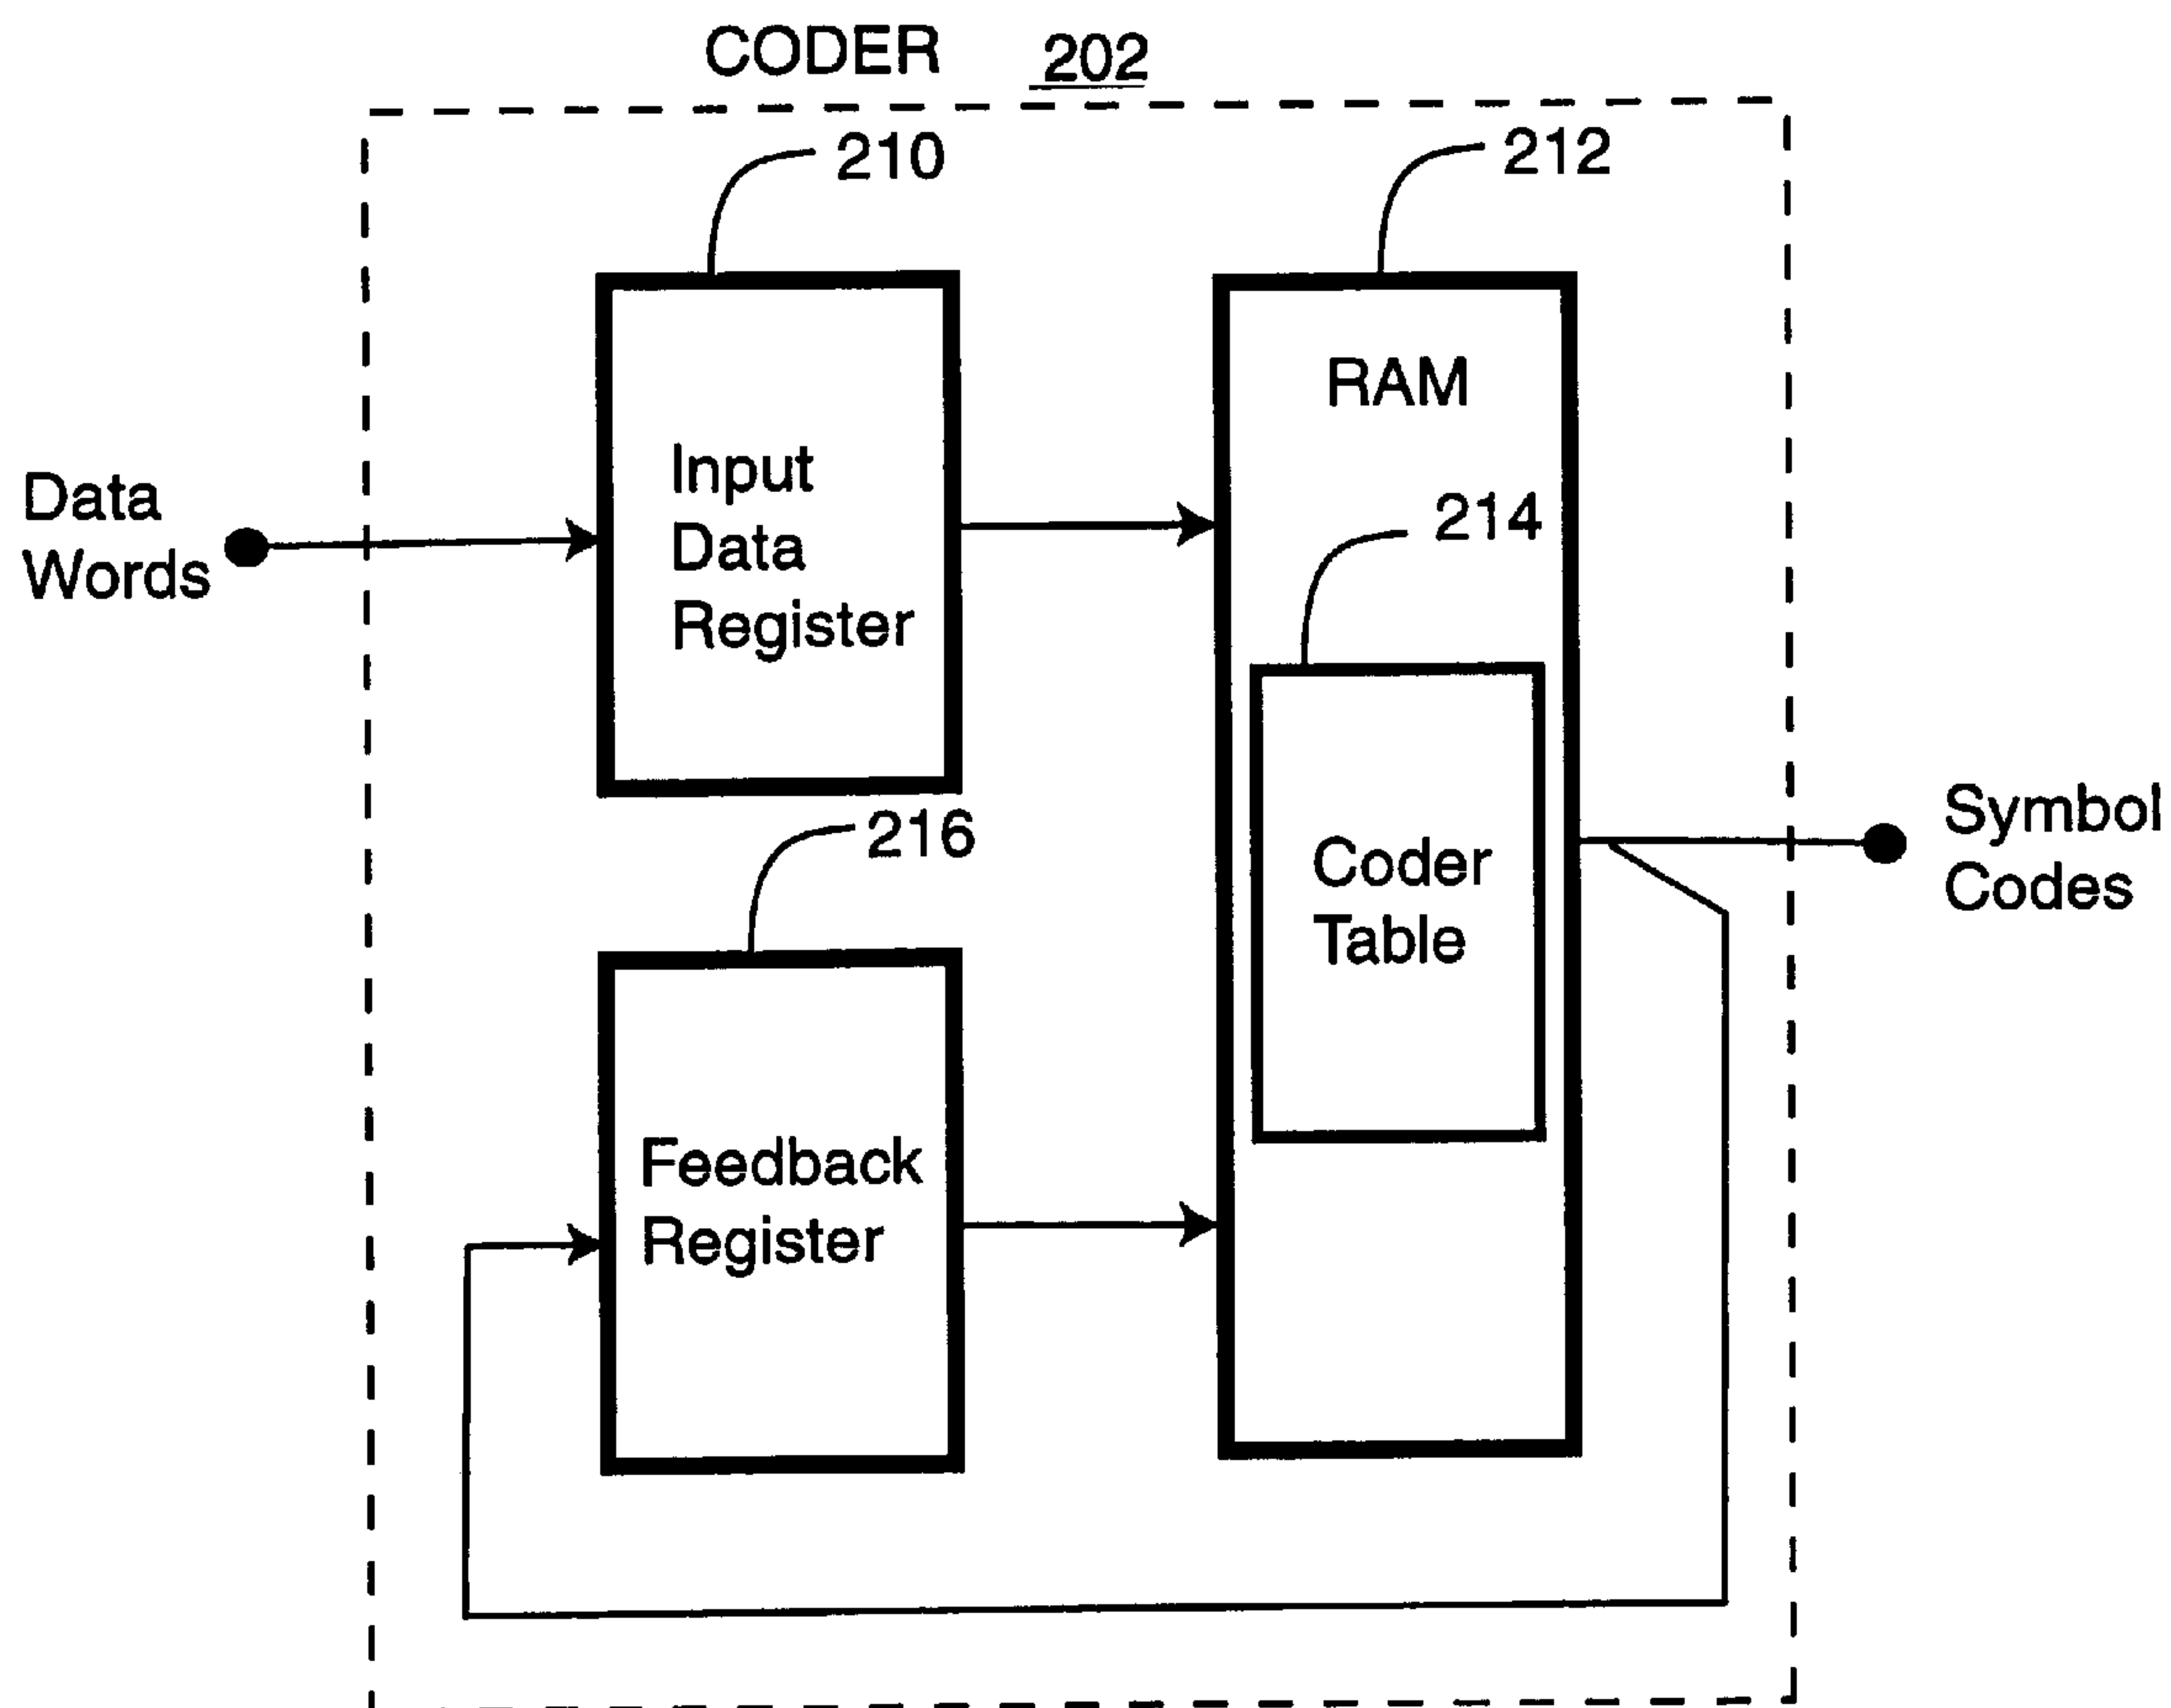 CODER 202
210
212
RAM
Input
Data
Register
214
Data
Words
216
Coder
Table
Symbol
Codes
Feedback
Register